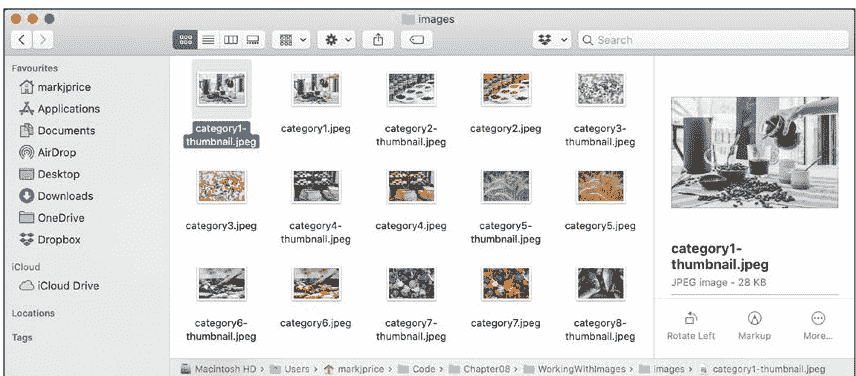 images
Search
Favourites
markjprice
Applications
Documents
AirDrop
Desktop
Downloads
OneDrive
Dropbox
iCloud
iCloud Drive
Locations
Tags
category1-
thumbnail.jpeg
category1.jpeg
category2-
thumbnail.jpeg
category2.jpeg
category3-
thumbnail.jpeg
category3.jpeg
category4-
thumbnail.jpeg
category4.jpeg
category5-
thumbnail.jpeg
category5.jpeg
category6-
thumbnail.jpeg
category6.jpeg
category7-
thumbnail.jpeg
category7.jpeg
category8-
thumbnail.jpeg
category1-
thumbnail.jpeg
JPEG image - 28 KB
Rotate Left Markup More...
Macintosh HD › Users › markjprice › Code › Chapter08 › WorkingWithImages › images › category1-thumbnail.jpeg